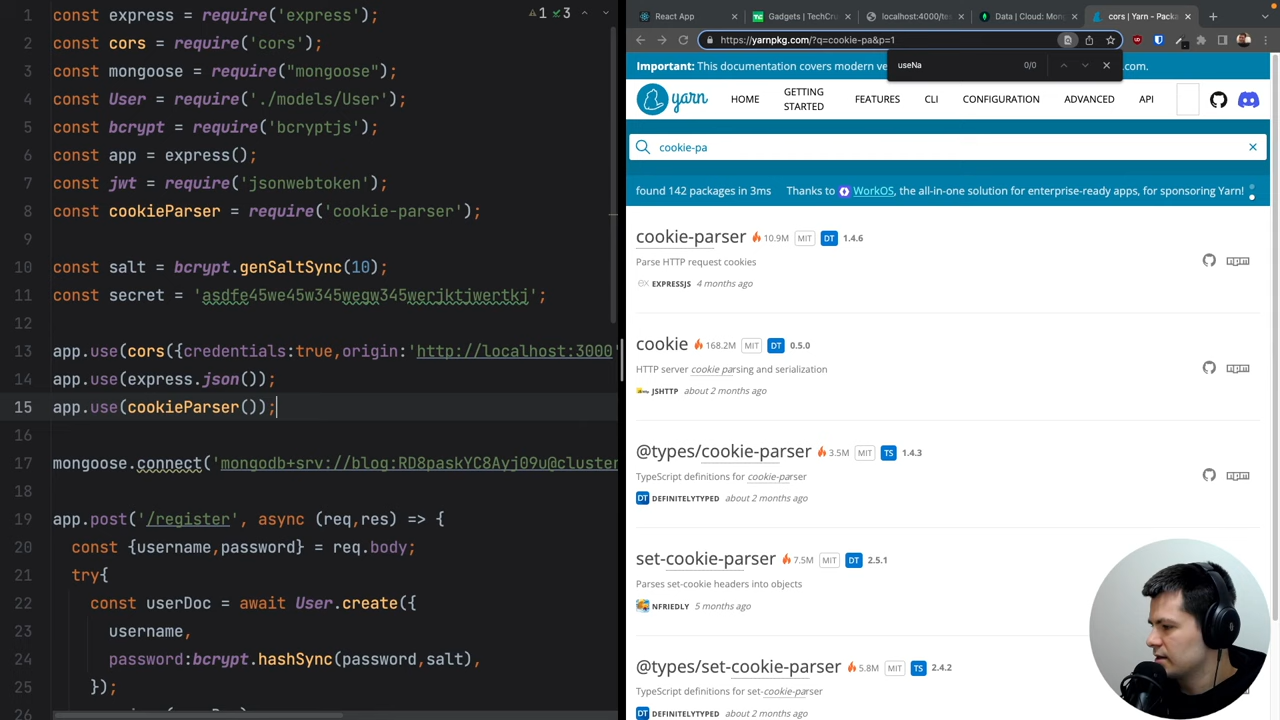 1 const express = require('express');
2 const cors = require('cors');
3 const mongoose = require("mongoose");
4 const User = require('./models/User');
5 const bcrypt = require('bcryptjs');
6 const app = express();
7 const jwt = require('jsonwebtoken');
8 const cookieParser = require('cookie-parser');
9
10 const salt = bcrypt.genSaltSync(10);
11 const secret = 'asdfe45we45w345wegw345werjktjwertkj';
12
13 app.use(cors({credentials:true,origin:'http://localhost:3000'
14 app.use(express.json());
15 app.use(cookieParser());
16
17 mongoose.connect('mongodb+srv://blog:RD8paskYC8Ayj09u@cluster
18
19 app.post('/register', async (req,res) => {
20 const {username,password} = req.body;
21 try{
22 const userDoc = await User.create({
23 username,
24 password:bcrypt.hashSync(password,salt),
25 });
26
1 3
React App
Gadgets | TechCru
localhost:4000/te
Data | Cloud: Mon
cors | Yarn - Packa
https://yarnpkg.com/?q=cookie-pa&p=1
useNa 0/0
Important: This documentation covers modern ve
com.
yarn
HOME
GETTING STARTED
FEATURES
CLI
CONFIGURATION
ADVANCED
API
cookie-pa
found 142 packages in 3ms
Thanks to WorkOS, the all-in-one solution for enterprise-ready apps, for sponsoring Yarn!
cookie-parser 10.9M MIT DT 1.4.6
Parse HTTP request cookies
EXPRESSJS 4 months ago
cookie 168.2M MIT DT 0.5.0
HTTP server cookie parsing and serialization
JSHTTP about 2 months ago
@types/cookie-parser 3.5M MIT TS 1.4.3
TypeScript definitions for cookie-parser
DT DEFINITELYTYPED about 2 months ago
set-cookie-parser 7.5M MIT DT 2.5.1
Parses set-cookie headers into objects
NFRIEDLY 5 months ago
@types/set-cookie-parser 5.8M MIT TS 2.4.2
TypeScript definitions for set-cookie-parser
DT DEFINITELYTYPED about 2 months ago